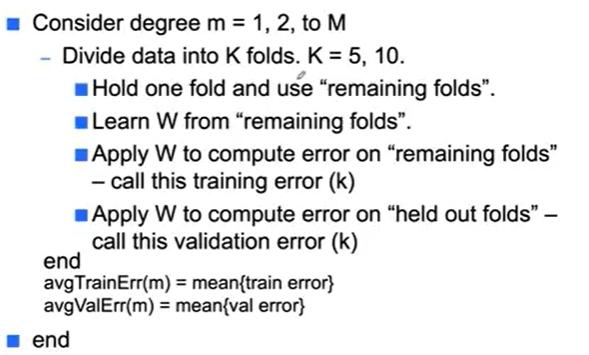 Consider degree m = 1, 2, to M
– Divide data into K folds. K = 5, 10.
Hold one fold and use “remaining folds”.
Learn W from “remaining folds”.
Apply W to compute error on “remaining folds”
– call this training error (k)
Apply W to compute error on “held out folds” –
call this validation error (k)
end
avgTrainErr(m) = mean{train error}
avgValErr(m) = mean{val error}
end